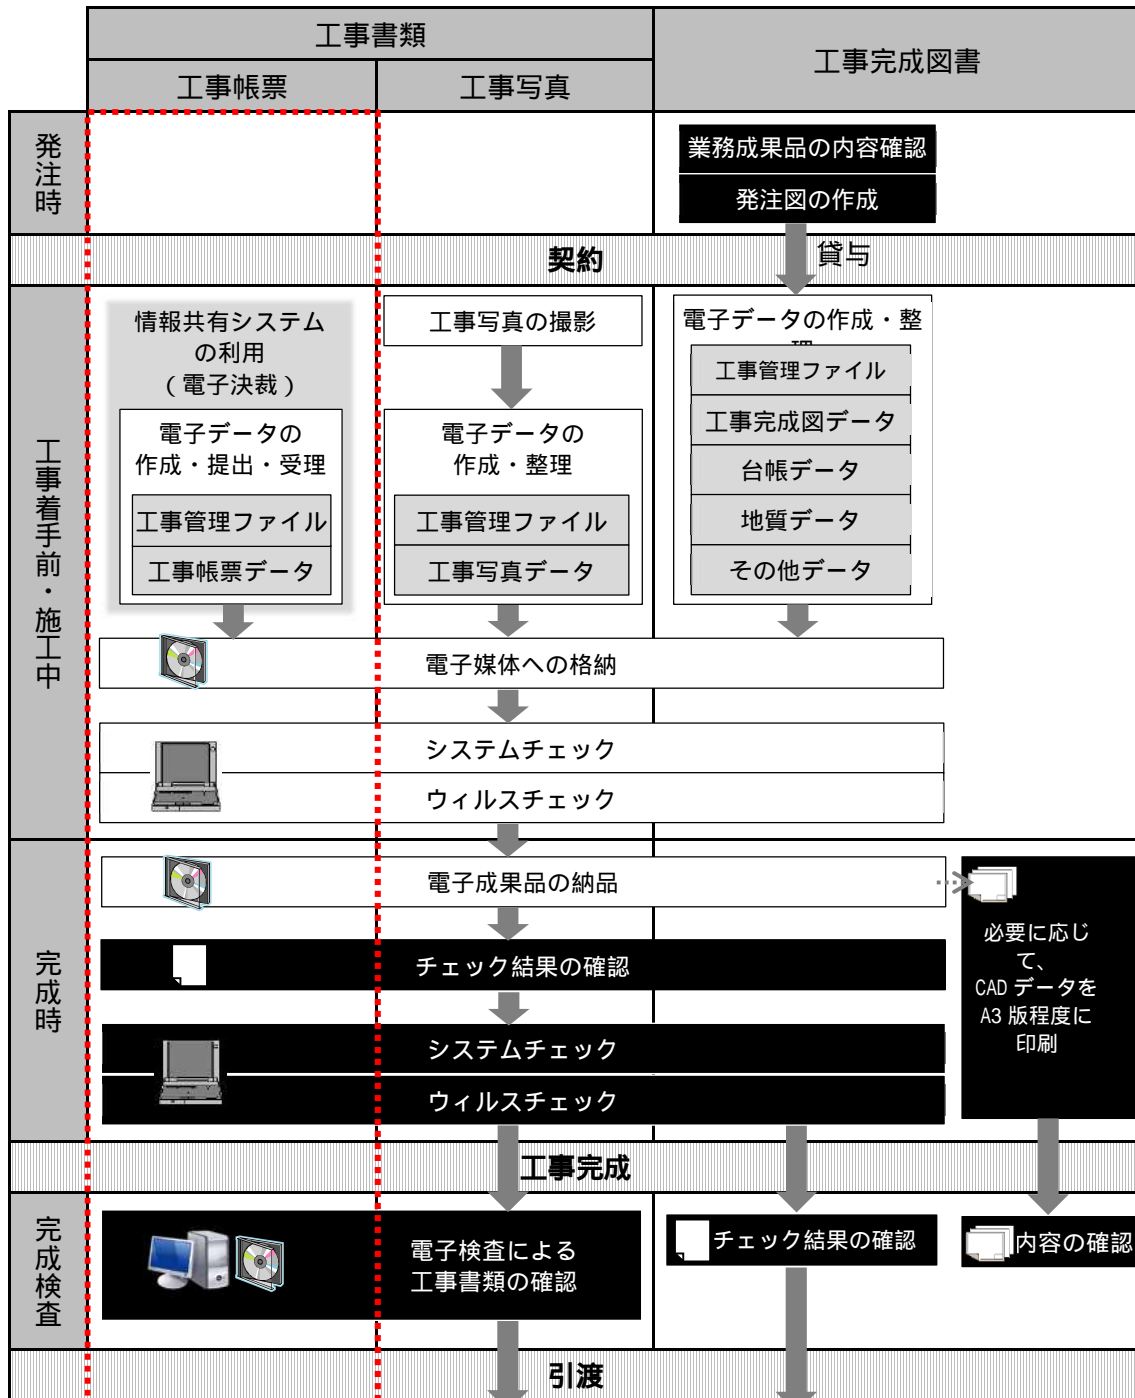 工事書類
工事完成図書
工事帳票
工事写真
発注時
業務成果品の内容確認
発注図の作成
契約
貸与
工事着手前・施工中
情報共有システム
の利用
(電子決裁)
電子データの
作成・提出・受理
工事管理ファイル
工事帳票データ
工事写真の撮影
電子データの
作成・整理
工事管理ファイル
工事写真データ
電子データの作成・整
工事管理ファイル
工事完成図データ
台帳データ
地質データ
その他データ
電子媒体への格納
システムチェック
ウィルスチェック
完成時
電子成果品の納品
チェック結果の確認
システムチェック
ウィルスチェック
必要に応じ
て、
CADデータを
A3版程度に
印刷
工事完成
完成検査
電子検査による
工事書類の確認
チェック結果の確認
内容の確認
引渡